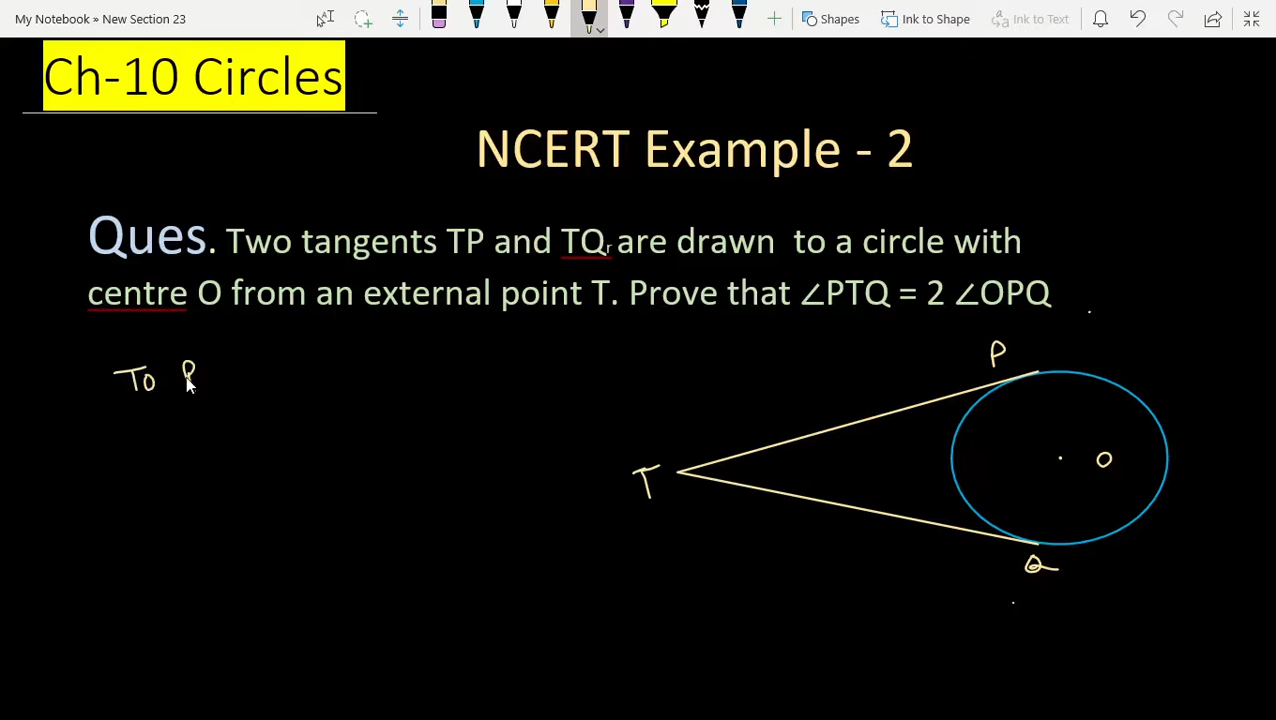 My Notebook » New Section 23
Shapes
Ink to Shape
Ink to Text
Ch-10 Circles
NCERT Example - 2
Ques. Two tangents TP and TQ are drawn to a circle with
centre O from an external point T. Prove that ∠PTQ = 2 ∠OPQ
To P
P
T
O
Q